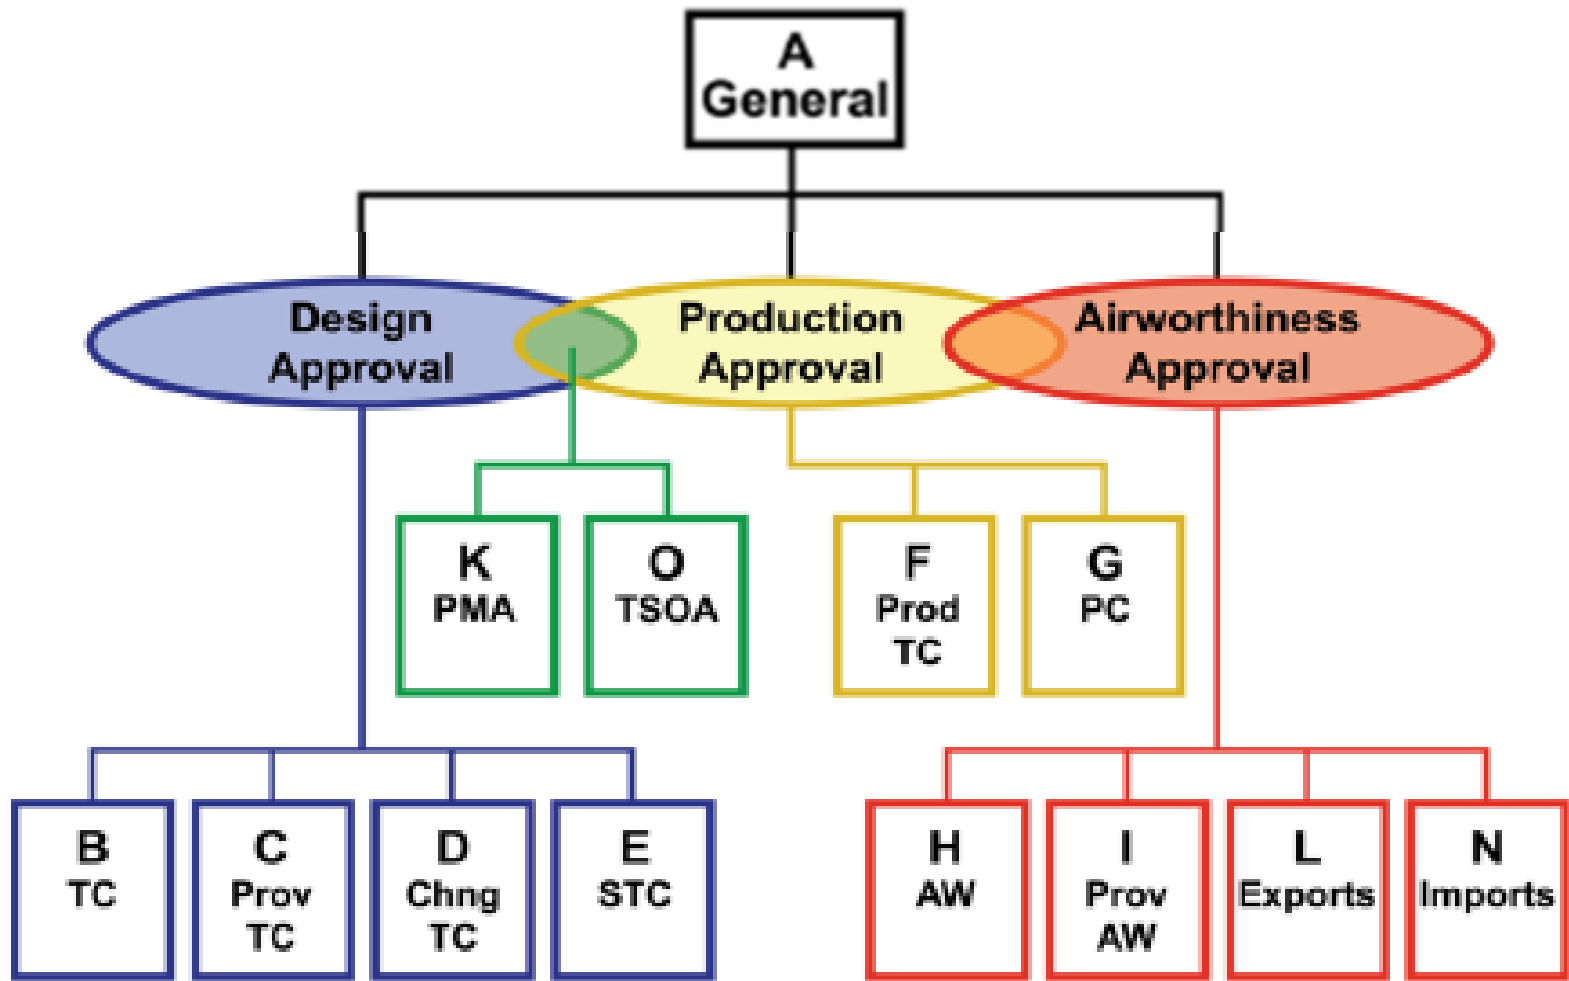 A
General
Design
Approval
Production
Approval
Airworthiness
Approval
K
PMA
O
TSOA
F
Prod
TC
G
PC
B
TC
C
Prov
TC
D
Chng
TC
E
STC
H
AW
I
Prov
AW
L
Exports
N
Imports